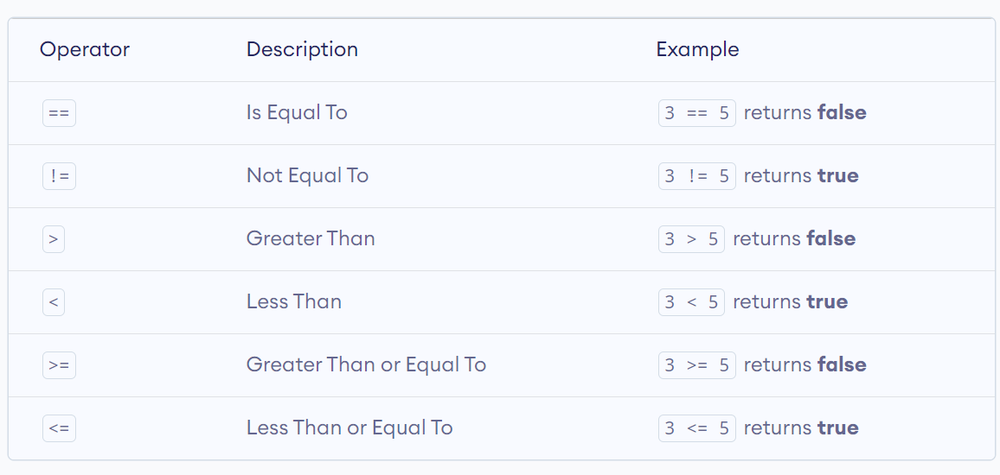 Operator Description Example
== Is Equal To 3 == 5 returns false
!= Not Equal To 3 != 5 returns true
> Greater Than 3 > 5 returns false
< Less Than 3 < 5 returns true
>= Greater Than or Equal To 3 >= 5 returns false
<= Less Than or Equal To 3 <= 5 returns true